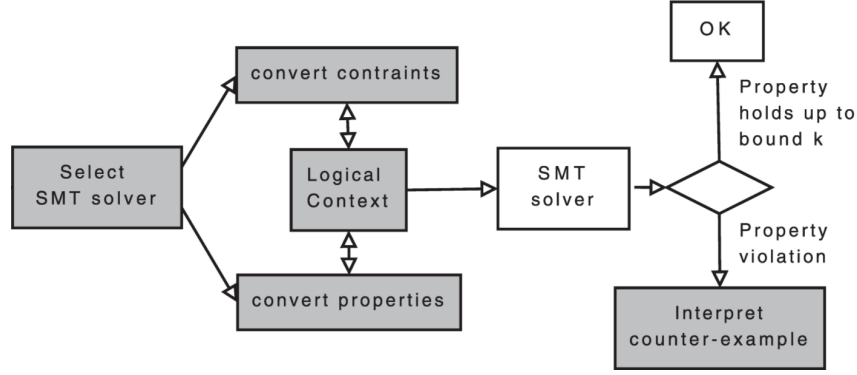 OK
convert contraints
Property
holds up to
bound k
Select
SMT solver
Logical
Context
SMT
solver
Property
violation
convert properties
Interpret
counter-example